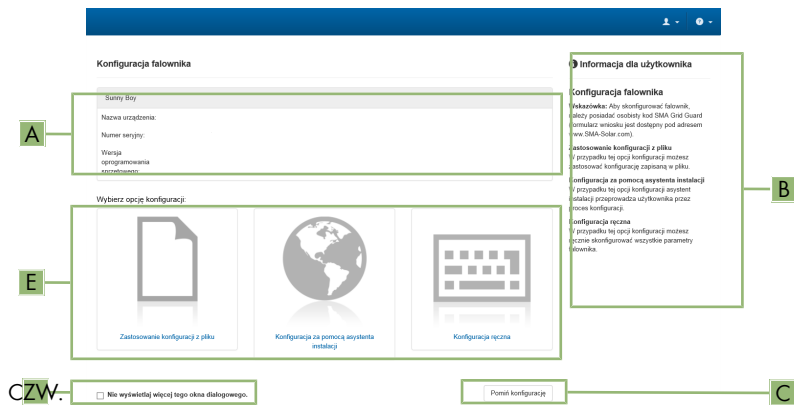 Konfiguracja falownika
Sunny Boy
Nazwa urządzenia:
Numer seryjny:
Wersja
oprogramowania
sprzętowego:
A
Wybierz opcję konfiguracji:
Zastosowanie konfiguracji z pliku
Konfiguracja za pomocą asystenta
instalacji
Konfiguracja ręczna
E
CZW.
Nie wyświetlaj więcej tego okna dialogowego.
Pomiń konfigurację
C
Informacja dla użytkownika
Konfiguracja falownika
Wskazówka: Aby skonfigurować falownik,
należy posiadać osobisty kod SMA Grid Guard
(formularz wniosku jest dostępny pod adresem
www.SMA-Solar.com).
Zastosowanie konfiguracji z pliku
W przypadku tej opcji konfiguracji możesz
zastosować konfigurację zapisaną w pliku.
Konfiguracja za pomocą asystenta instalacji
W przypadku tej opcji konfiguracji asystent
instalacji przeprowadza użytkownika przez
proces konfiguracji.
Konfiguracja ręczna
W przypadku tej opcji konfiguracji możesz
ręcznie skonfigurować wszystkie parametry
falownika.
B